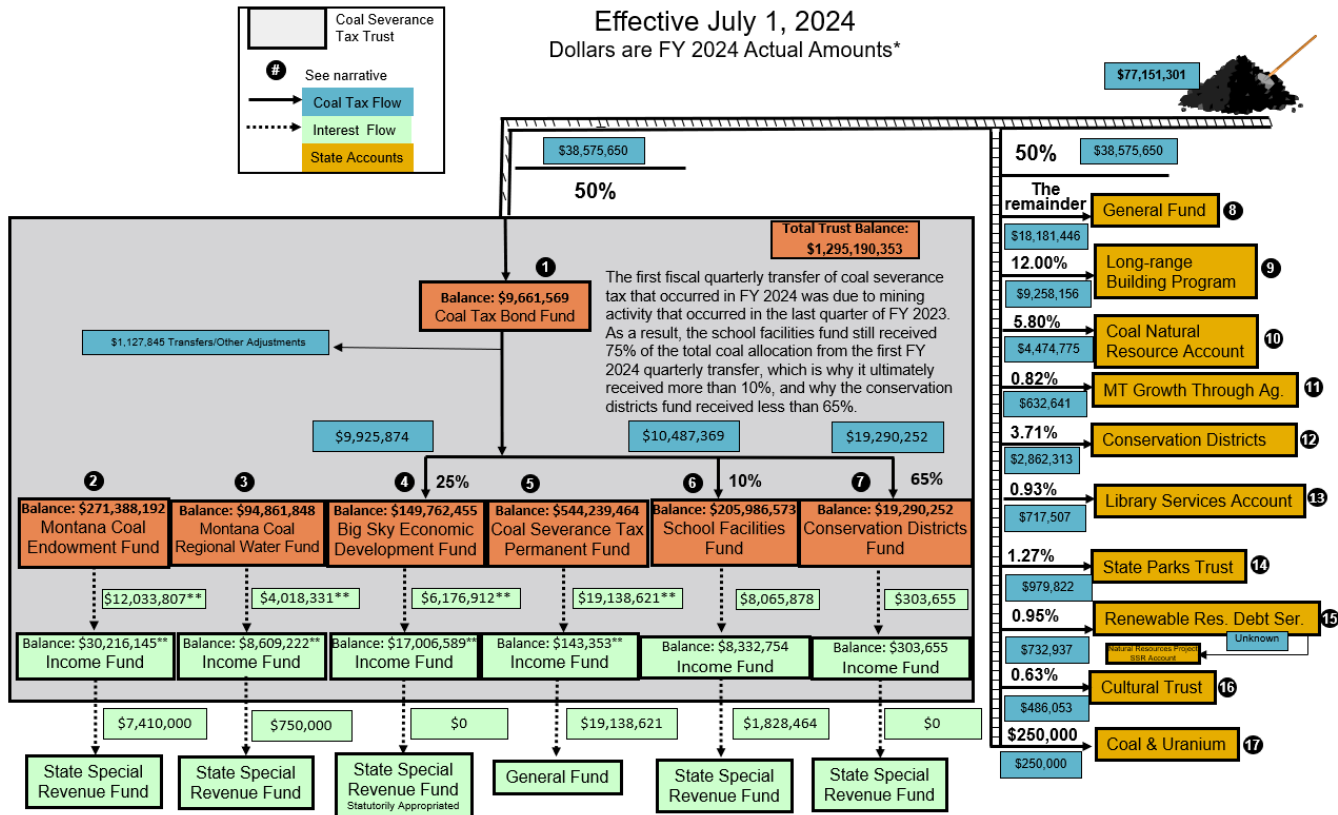 Effective July 1, 2024
Dollars are FY 2024 Actual Amounts*
Coal Severance
Tax Trust
#
See narrative
Coal Tax Flow
Interest Flow
State Accounts
$77,151,301
$38,575,650
50%
50%
$38,575,650
Total Trust Balance:
$1,295,190,353
1
Balance: $9,661,569
Coal Tax Bond Fund
The first fiscal quarterly transfer of coal severance
tax that occurred in FY 2024 was due to mining
activity that occurred in the last quarter of FY 2023.
As a result, the school facilities fund still received
75% of the total coal allocation from the first FY
2024 quarterly transfer, which is why it ultimately
received more than 10%, and why the conservation
districts fund received less than 65%.
$1,127,845 Transfers/Other Adjustments
$9,925,874
$10,487,369
$19,290,252
25%
10%
65%
2
Balance: $271,388,192
Montana Coal
Endowment Fund
$12,033,807**
Balance: $30,216,145**
Income Fund
$7,410,000
State Special
Revenue Fund
3
Balance: $94,861,848
Montana Coal
Regional Water Fund
$4,018,331**
Balance: $8,609,222**
Income Fund
$750,000
State Special
Revenue Fund
4
Balance: $149,762,455
Big Sky Economic
Development Fund
$6,176,912**
Balance: $17,006,589**
Income Fund
$0
State Special
Revenue Fund
Statutorily Appropriated
5
Balance: $544,239,464
Coal Severance Tax
Permanent Fund
$19,138,621**
Balance: $143,353**
Income Fund
$19,138,621
General Fund
6
Balance: $205,986,573
School Facilities
Fund
$8,065,878
Balance: $8,332,754
Income Fund
$1,828,464
State Special
Revenue Fund
7
Balance: $19,290,252
Conservation Districts
Fund
$303,655
Balance: $303,655
Income Fund
$0
State Special
Revenue Fund
The
remainder
$18,181,446
General Fund
8
12.00%
$9,258,156
Long-range
Building Program
9
5.80%
$4,474,775
Coal Natural
Resource Account
10
0.82%
$632,641
MT Growth Through Ag.
11
3.71%
$2,862,313
Conservation Districts
12
0.93%
$717,507
Library Services Account
13
1.27%
$979,822
State Parks Trust
14
0.95%
$732,937
Renewable Res. Debt Ser.
15
Unknown
Natural Resources Project
SSR Account
0.63%
$486,053
Cultural Trust
16
$250,000
$250,000
Coal & Uranium
17